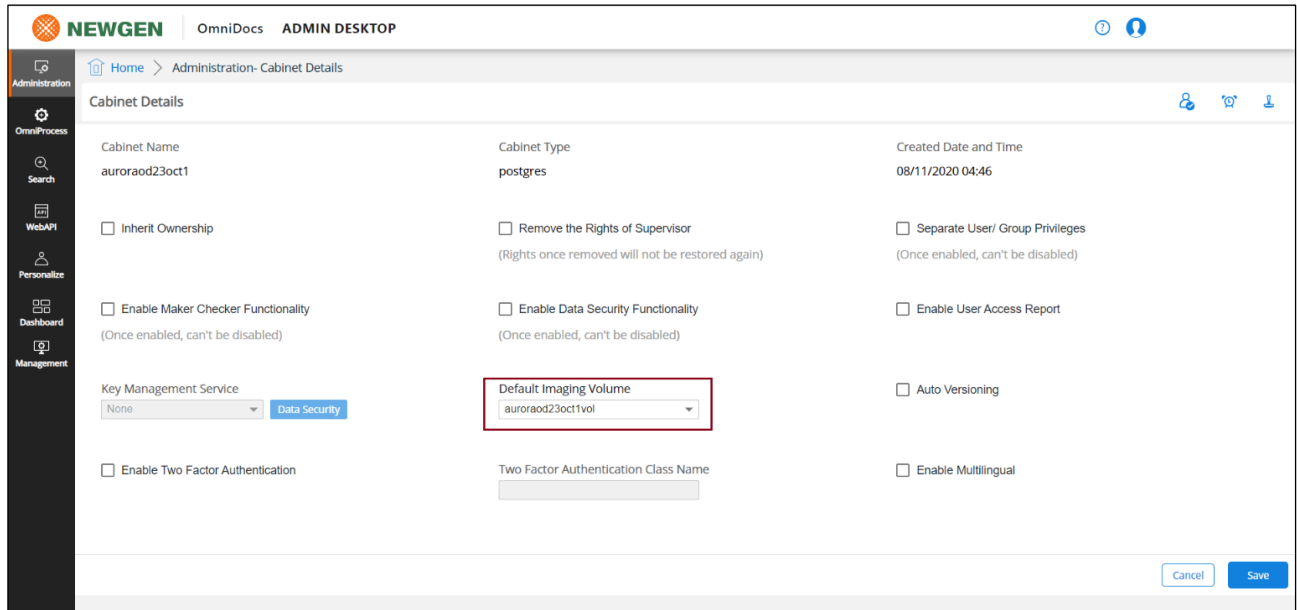 NEWGEN OmniDocs ADMIN DESKTOP
Administration
OmniProcess
Search
WebAPI
Personalize
Dashboard
Management
Home > Administration- Cabinet Details
Cabinet Details
Cabinet Name Cabinet Type Created Date and Time
auroraod23oct1 postgres 08/11/2020 04:46
Inherit Ownership Remove the Rights of Supervisor Separate User/ Group Privileges
(Rights once removed will not be restored again) (Once enabled, can't be disabled)
Enable Maker Checker Functionality Enable Data Security Functionality Enable User Access Report
(Once enabled, can't be disabled) (Once enabled, can't be disabled)
Key Management Service Default Imaging Volume Auto Versioning
None Data Security auroraod23oct1vol
Enable Two Factor Authentication Two Factor Authentication Class Name Enable Multilingual
Cancel Save